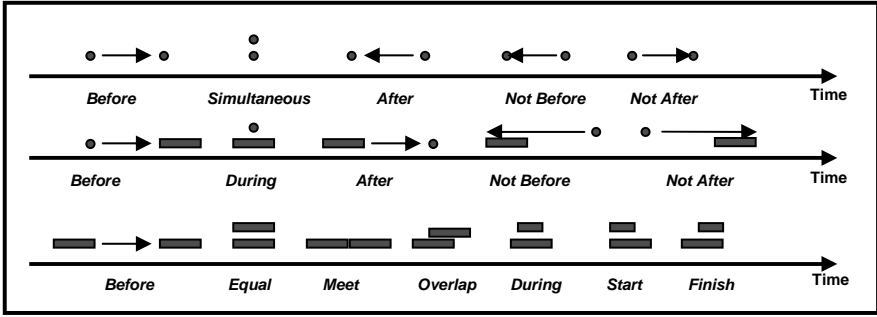 Before Simultaneous After Not Before Not After Time
Before During After Not Before Not After Time
Before Equal Meet Overlap During Start Finish Time